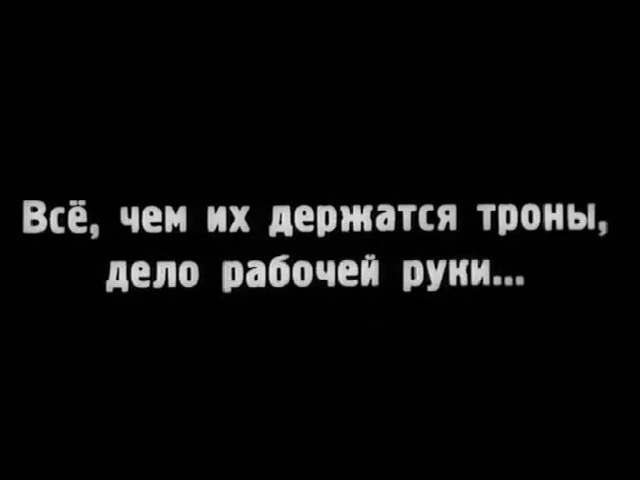 Всё, чем их держатся троны,
дело рабочей руки...